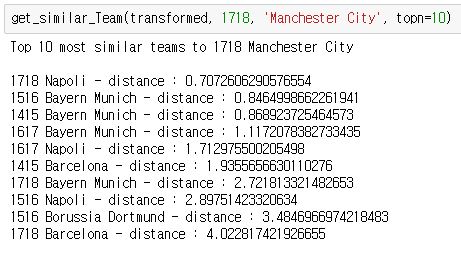 get_similar_Team(transformed, 1718, 'Manchester City', topn=10)
Top 10 most similar teams to 1718 Manchester City
1718 Napoli - distance : 0.7072606290576554
1516 Bayern Munich - distance : 0.8464998662261941
1415 Bayern Munich - distance : 0.868923725464573
1617 Bayern Munich - distance : 1.1172078382733435
1617 Napoli - distance : 1.712975500205498
1415 Barcelona - distance : 1.9355656630110276
1718 Bayern Munich - distance : 2.721813321482653
1516 Napoli - distance : 2.89751423320634
1516 Borussia Dortmund - distance : 3.4846966974218483
1718 Barcelona - distance : 4.022817421926655